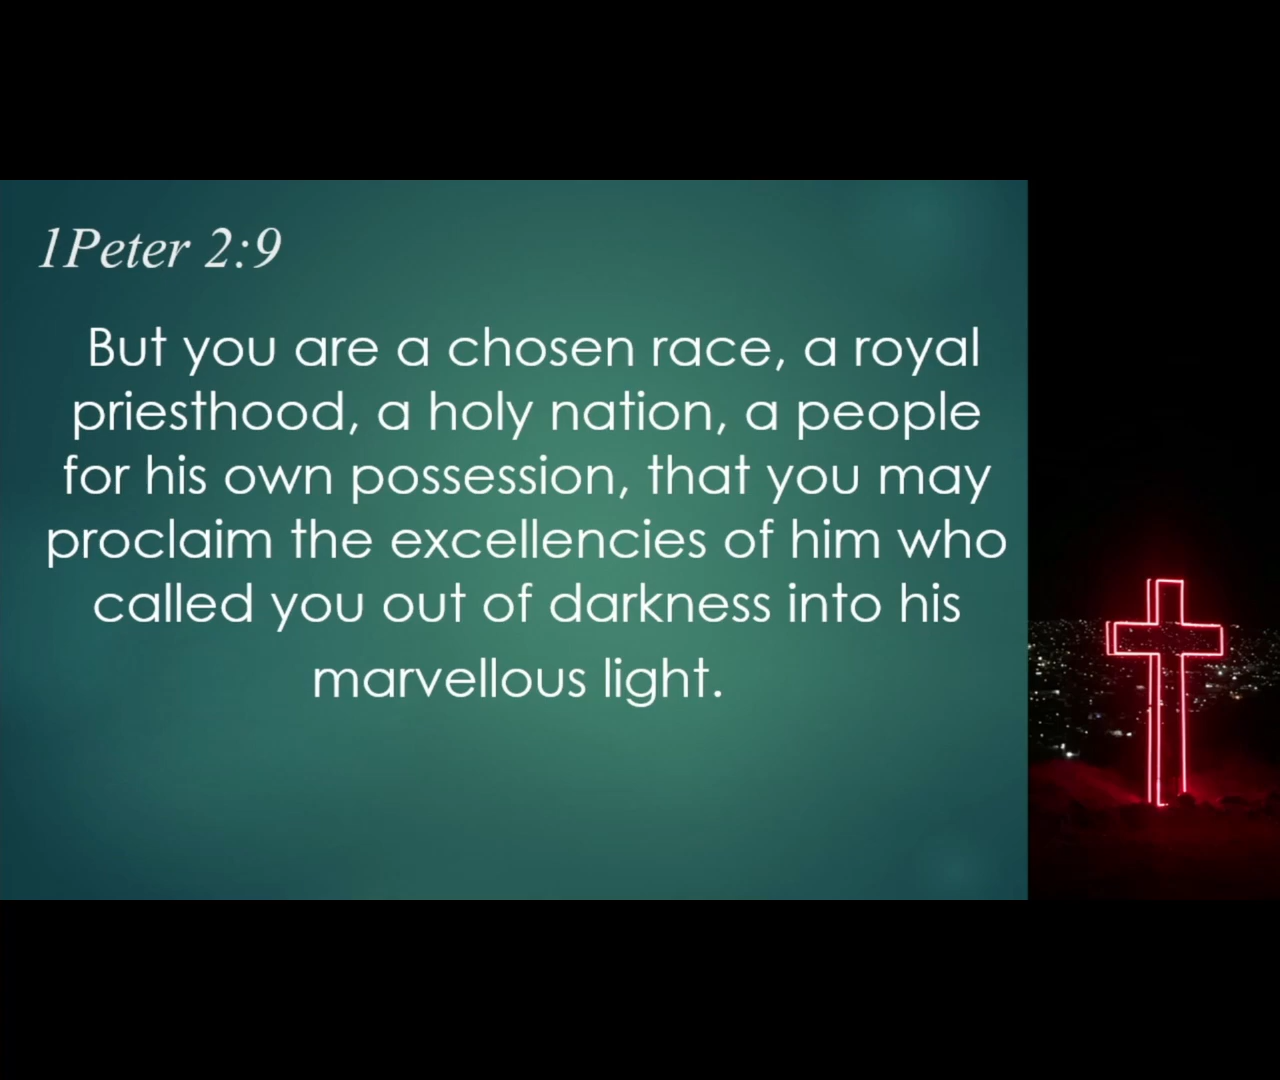 1Peter 2:9
But you are a chosen race, a royal
priesthood, a holy nation, a people
for his own possession, that you may
proclaim the excellencies of him who
called you out of darkness into his
marvellous light.